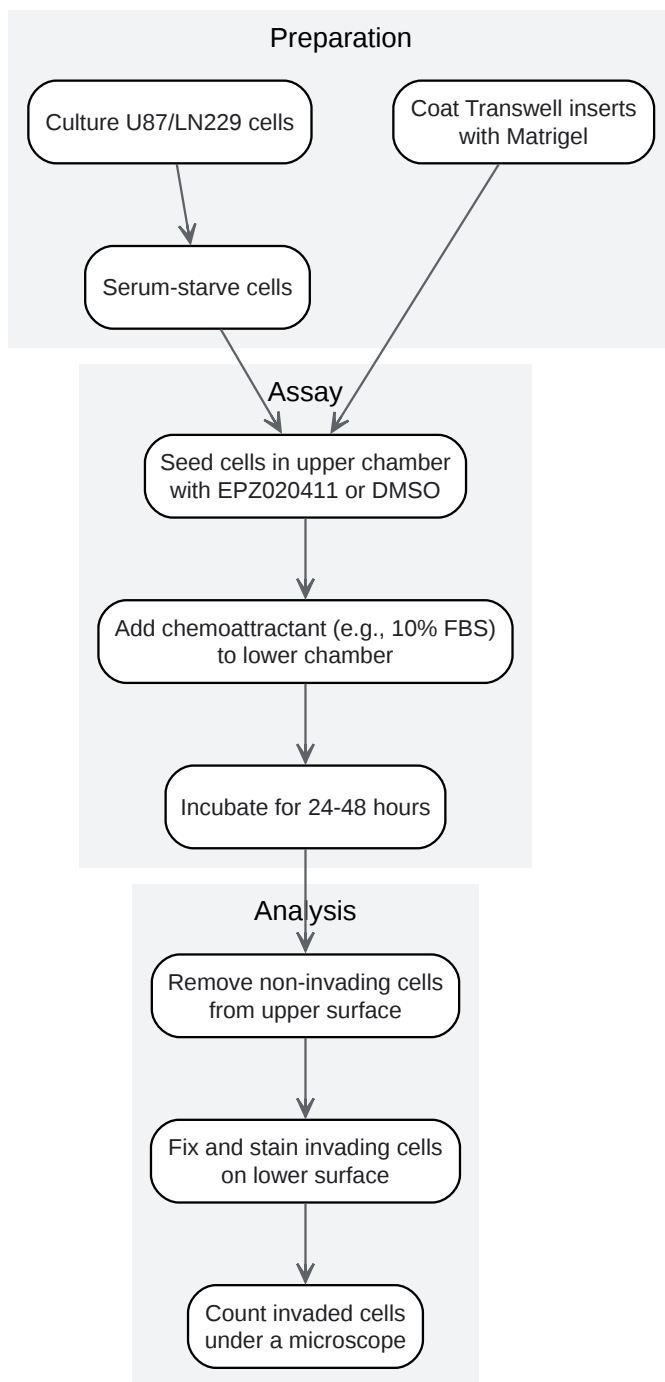 Preparation
Culture U87/LN229 cells
Coat Transwell inserts
with Matrigel
Serum-starve cells
Assay
Seed cells in upper chamber
with EPZ020411 or DMSO
Add chemoattractant (e.g., 10% FBS)
to lower chamber
Incubate for 24-48 hours
Analysis
Remove non-invading cells
from upper surface
Fix and stain invading cells
on lower surface
Count invaded cells
under a microscope